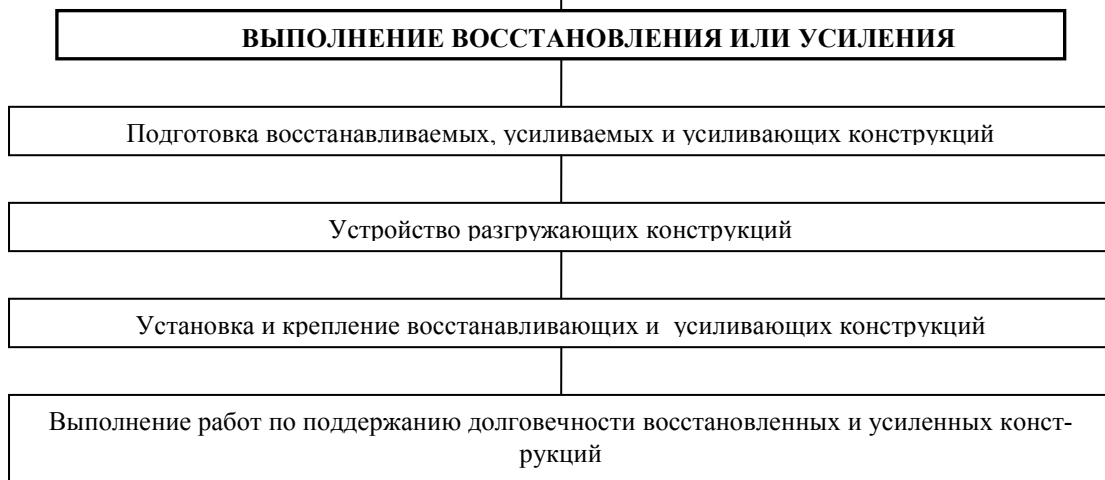 ВЫПОЛНЕНИЕ ВОССТАНОВЛЕНИЯ ИЛИ УСИЛЕНИЯ
Подготовка восстанавливаемых, усиливаемых и усиливающих конструкций
Устройство разгружающих конструкций
Установка и крепление восстанавливающих и усиливающих конструкций
Выполнение работ по поддержанию долговечности восстановленных и усиленных конст-
рукций